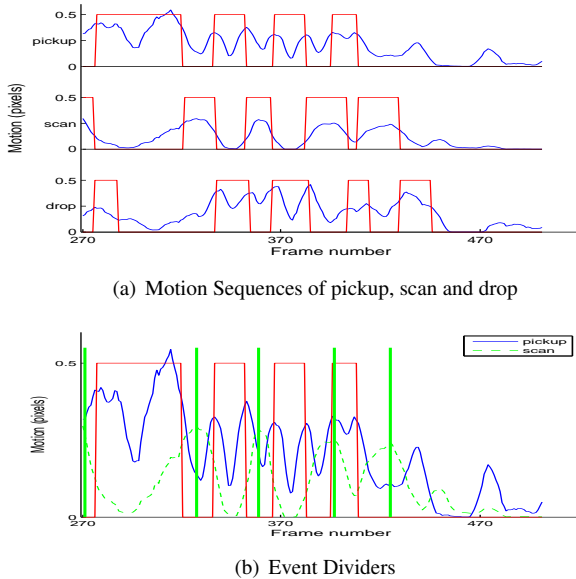 Motion (pixels)
0.5
pickup
0
0.5
scan
0
0.5
drop
0
270 370 470
Frame number
(a) Motion Sequences of pickup, scan and drop
Motion (pixels)
0.5
0
pickup
scan
270 370 470
Frame number
(b) Event Dividers